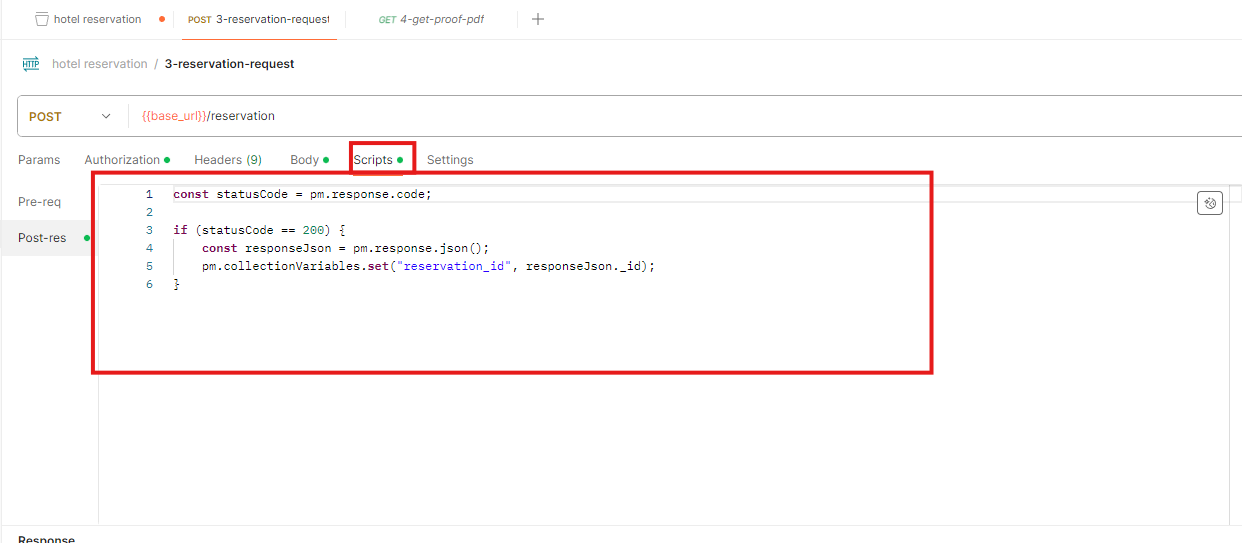 hotel reservation
POST 3-reservation-request
GET 4-get-proof-pdf
HTTP hotel reservation / 3-reservation-request
POST {{base_url}}/reservation
Params Authorization Headers (9) Body Scripts Settings
Pre-req
Post-res
1 const statusCode = pm.response.code;
2
3 if (statusCode == 200) {
4 const responseJson = pm.response.json();
5 pm.collectionVariables.set("reservation_id", responseJson._id);
6 }
Response